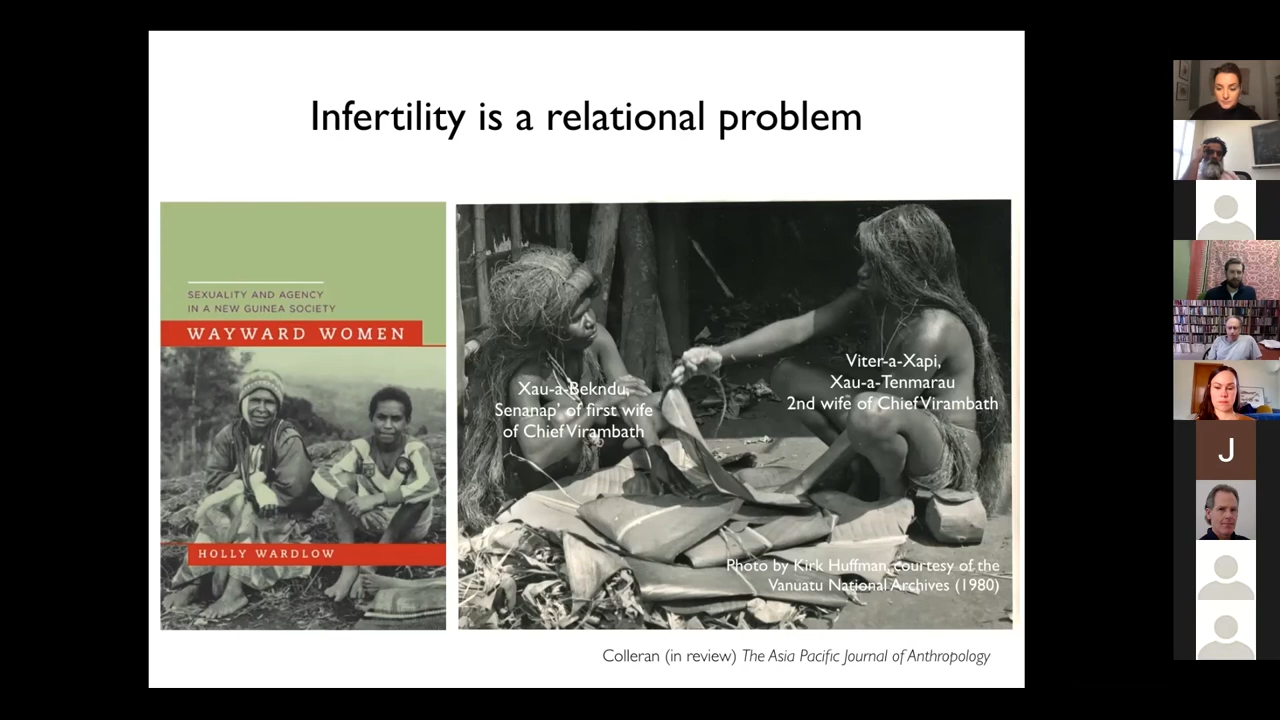 Infertility is a relational problem
SEXUALITY AND AGENCY
IN A NEW GUINEA SOCIETY
WAYWARD WOMEN
HOLLY WARDLOW
Xau-a-Bekndu,
Senanap' of first wife
of Chief Virambath
Viter-a-Xapi,
Xau-a-Tenmarau
2nd wife of Chief Virambath
Photo by Kirk Huffman, courtesy of the
Vanuatu National Archives (1980)
Colleran (in review) The Asia Pacific Journal of Anthropology
J